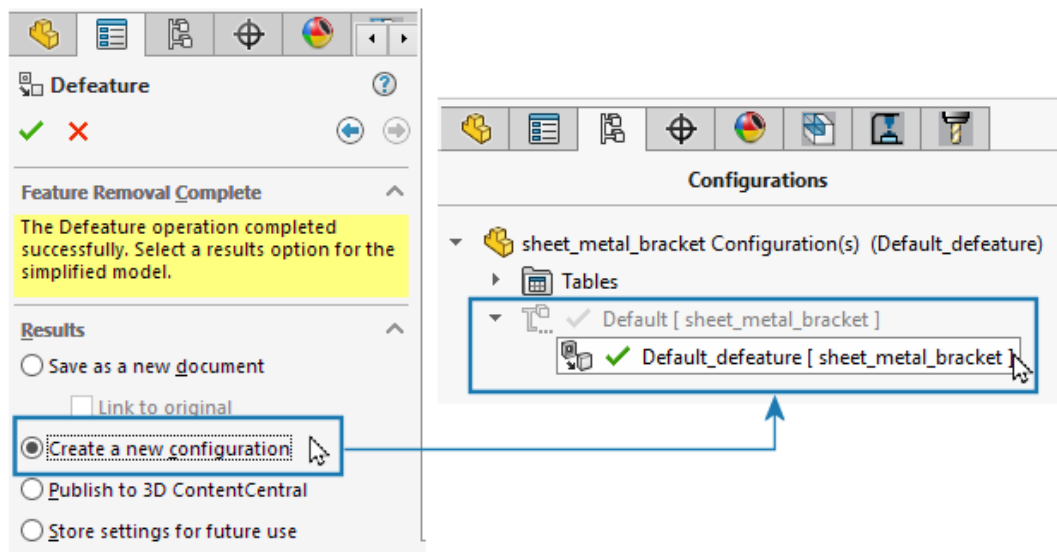 Defeature
Feature Removal Complete
The Defeature operation completed
successfully. Select a results option for the
simplified model.
Results
Save as a new document
Link to original
Create a new configuration
Publish to 3D ContentCentral
Store settings for future use
Configurations
sheet_metal_bracket Configuration(s) (Default_defeature)
Tables
Default [ sheet_metal_bracket ]
Default_defeature [ sheet_metal_bracket ]